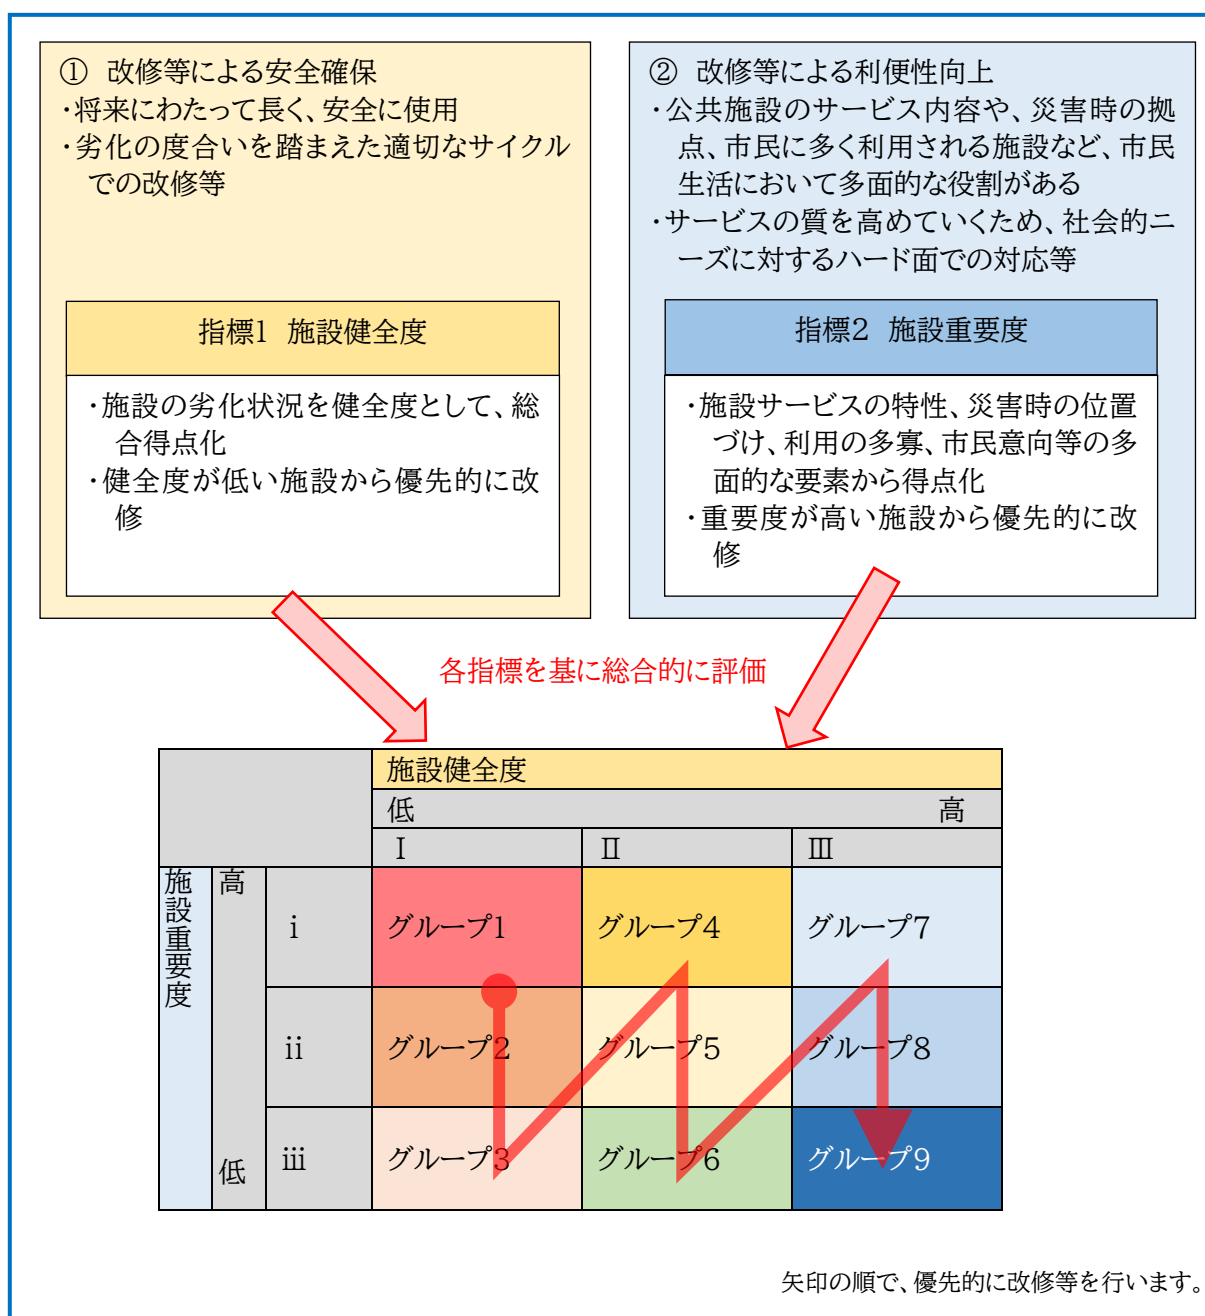 ① 改修等による安全確保
・将来にわたって長く、安全に使用
・劣化の度合いを踏まえた適切なサイクル
での改修等
指標1 施設健全度
・施設の劣化状況を健全度として、総
合得点化
・健全度が低い施設から優先的に改
修
② 改修等による利便性向上
・公共施設のサービス内容や、災害時の拠
点、市民に多く利用される施設など、市民
生活において多面的な役割がある
・サービスの質を高めていくため、社会的ニ
ーズに対するハード面での対応等
指標2 施設重要度
・施設サービスの特性、災害時の位置
づけ、利用の多寡、市民意向等の多
面的な要素から得点化
・重要度が高い施設から優先的に改
修
各指標を基に総合的に評価
施設健全度
低 高
Ⅰ Ⅱ Ⅲ
施設重要度
高
ⅰ グループ1 グループ4 グループ7
ⅱ グループ2 グループ5 グループ8
低 ⅲ グループ3 グループ6 グループ9
矢印の順で、優先的に改修等を行います。